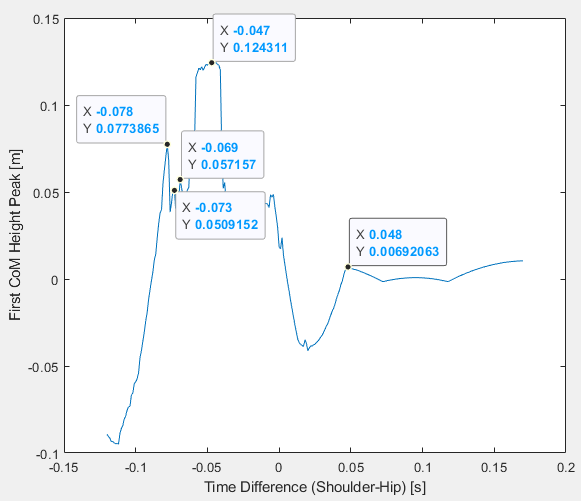 0.15
0.1
0.05
0
-0.05
-0.1
X -0.047
Y 0.124311
X -0.078
Y 0.0773865
X -0.069
Y 0.057157
X -0.073
Y 0.0509152
X 0.048
Y 0.00692063
-0.15
-0.1
-0.05
0
0.05
0.1
0.15
0.2
Time Difference (Shoulder-Hip) [s]
First CoM Height Peak [m]